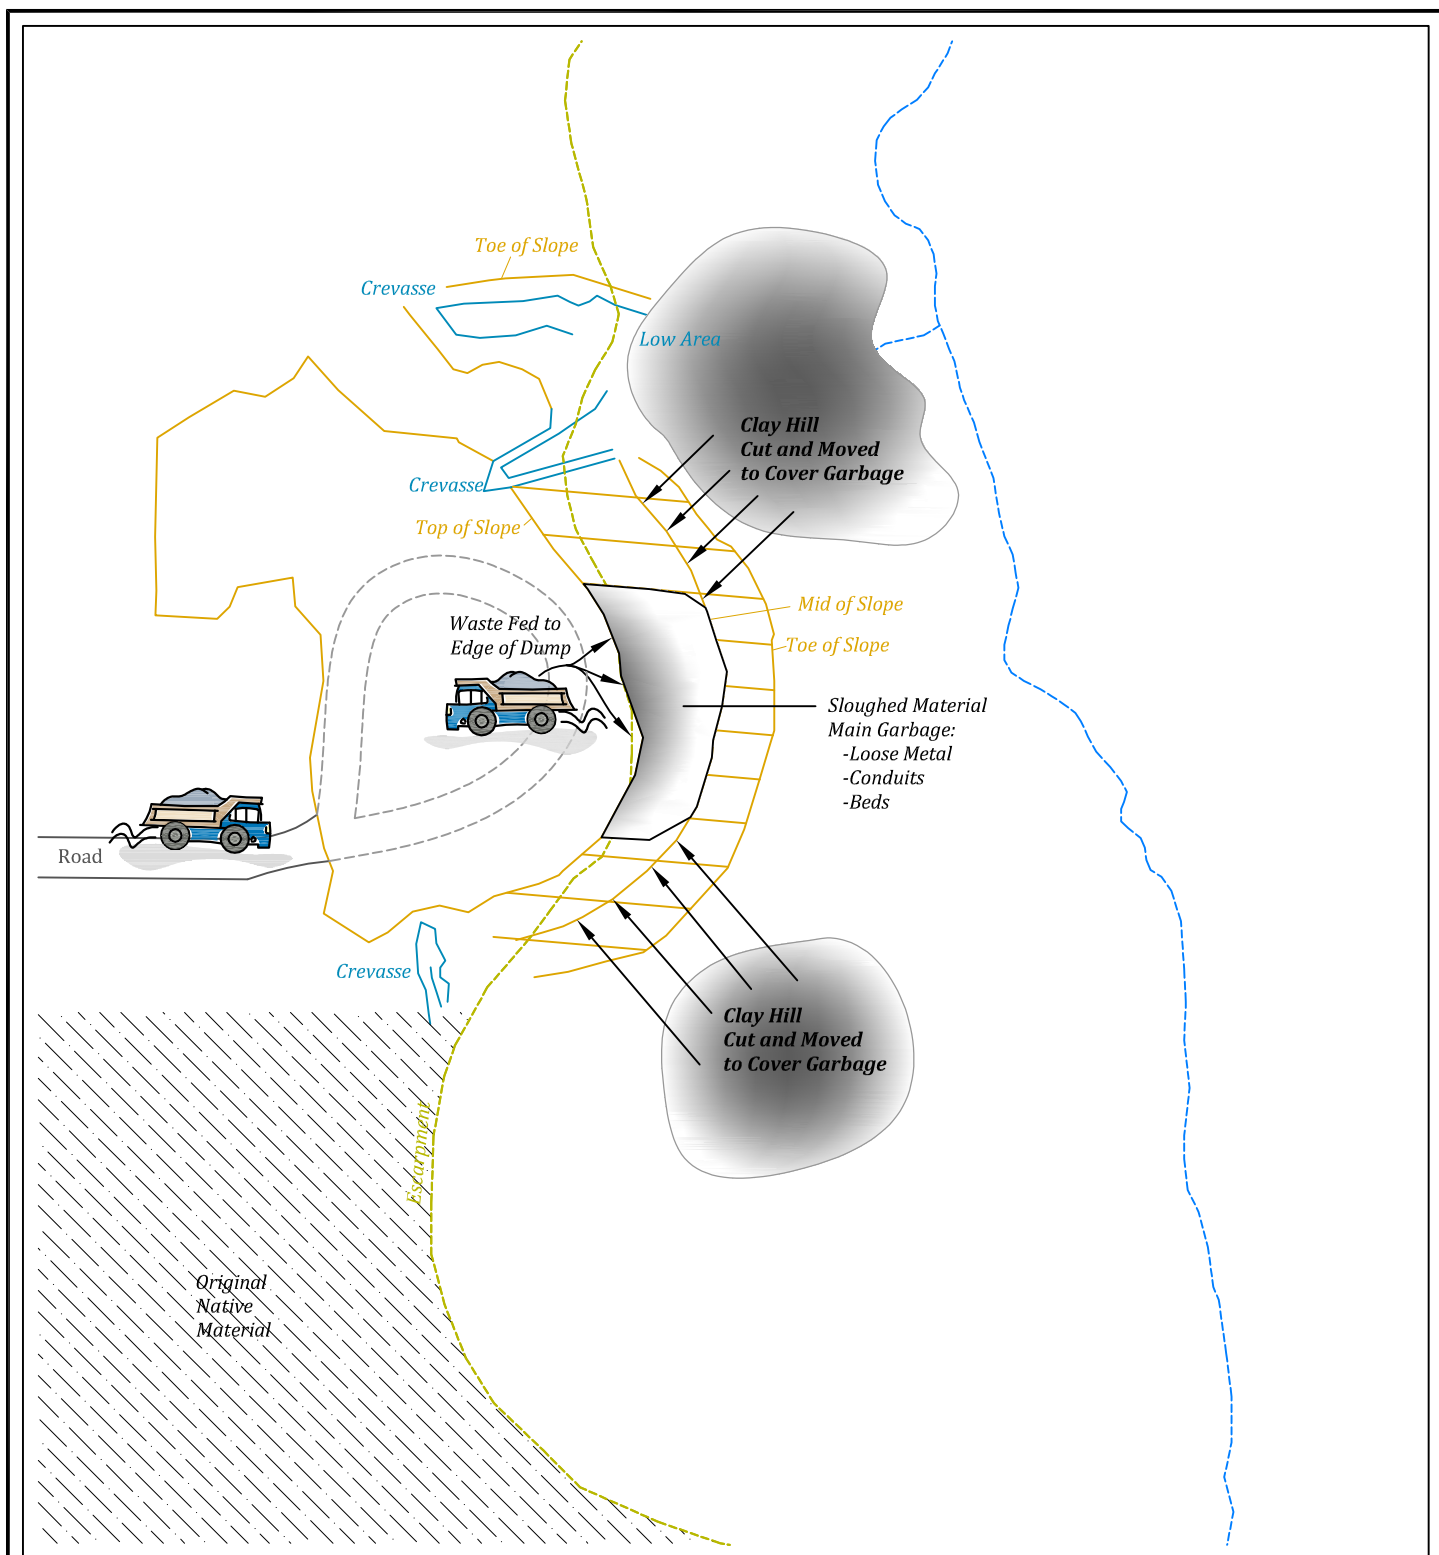 Toe of Slope
Crevasse
Low Area
Clay Hill
Cut and Moved
to Cover Garbage
Crevasse
Top of Slope
Mid of Slope
Waste Fed to
Edge of Dump
Toe of Slope
Sloughed Material
Main Garbage:
-Loose Metal
-Conduits
-Beds
Road
Crevasse
Clay Hill
Cut and Moved
to Cover Garbage
Escarpment
Original
Native
Material